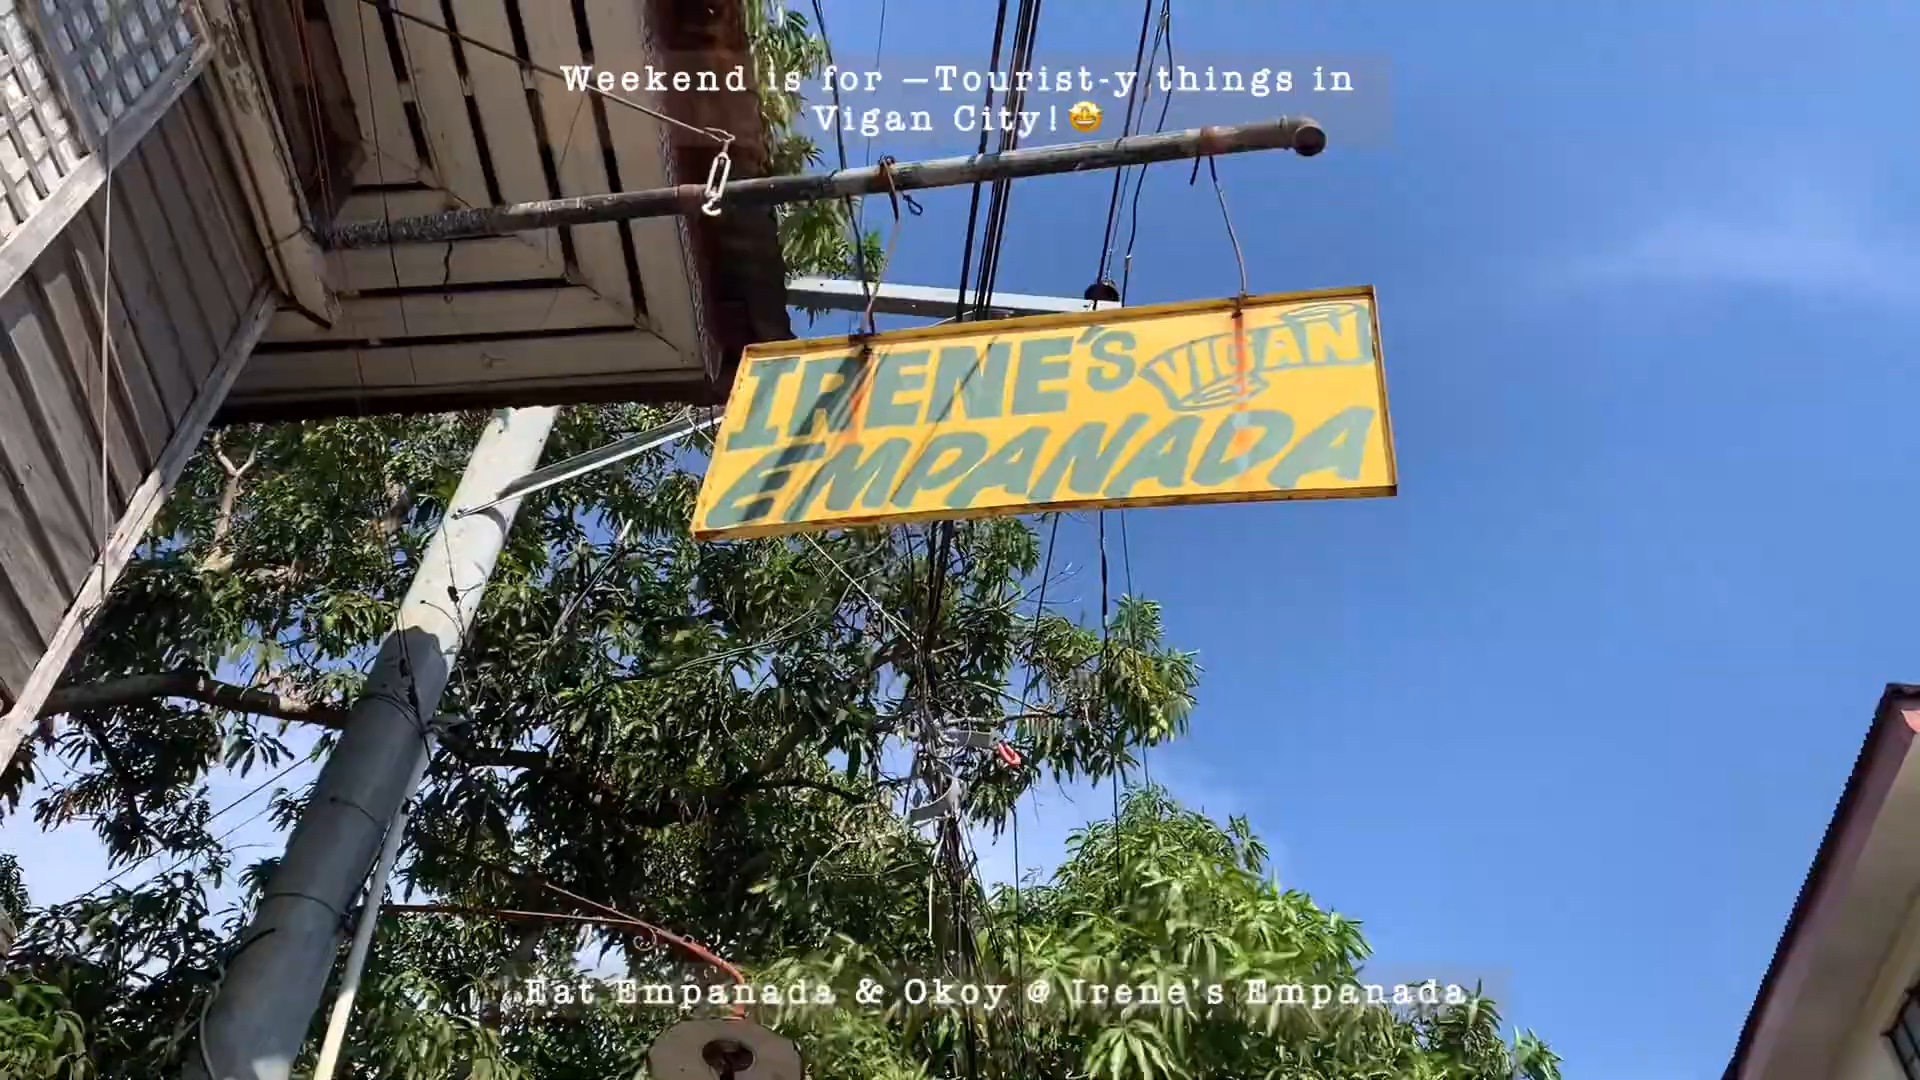 Weekend is for —Tourist-y things in
Vigan City!🤩
IRENE'S VIGAN
EMPANADA
Eat Empanada & Okoy @ Irene's Empanada